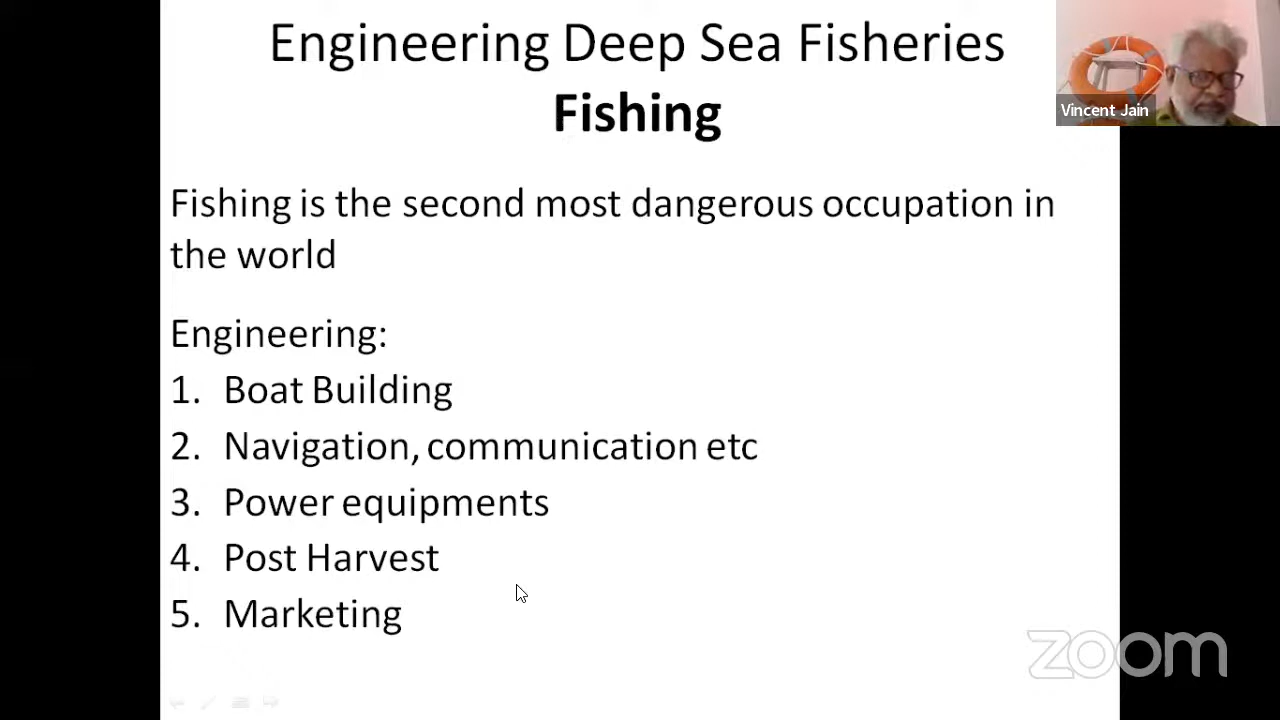 Engineering Deep Sea Fisheries
Fishing
Vincent Jain
Fishing is the second most dangerous occupation in
the world
Engineering:
1. Boat Building
2. Navigation, communication etc
3. Power equipments
4. Post Harvest
5. Marketing
zoom